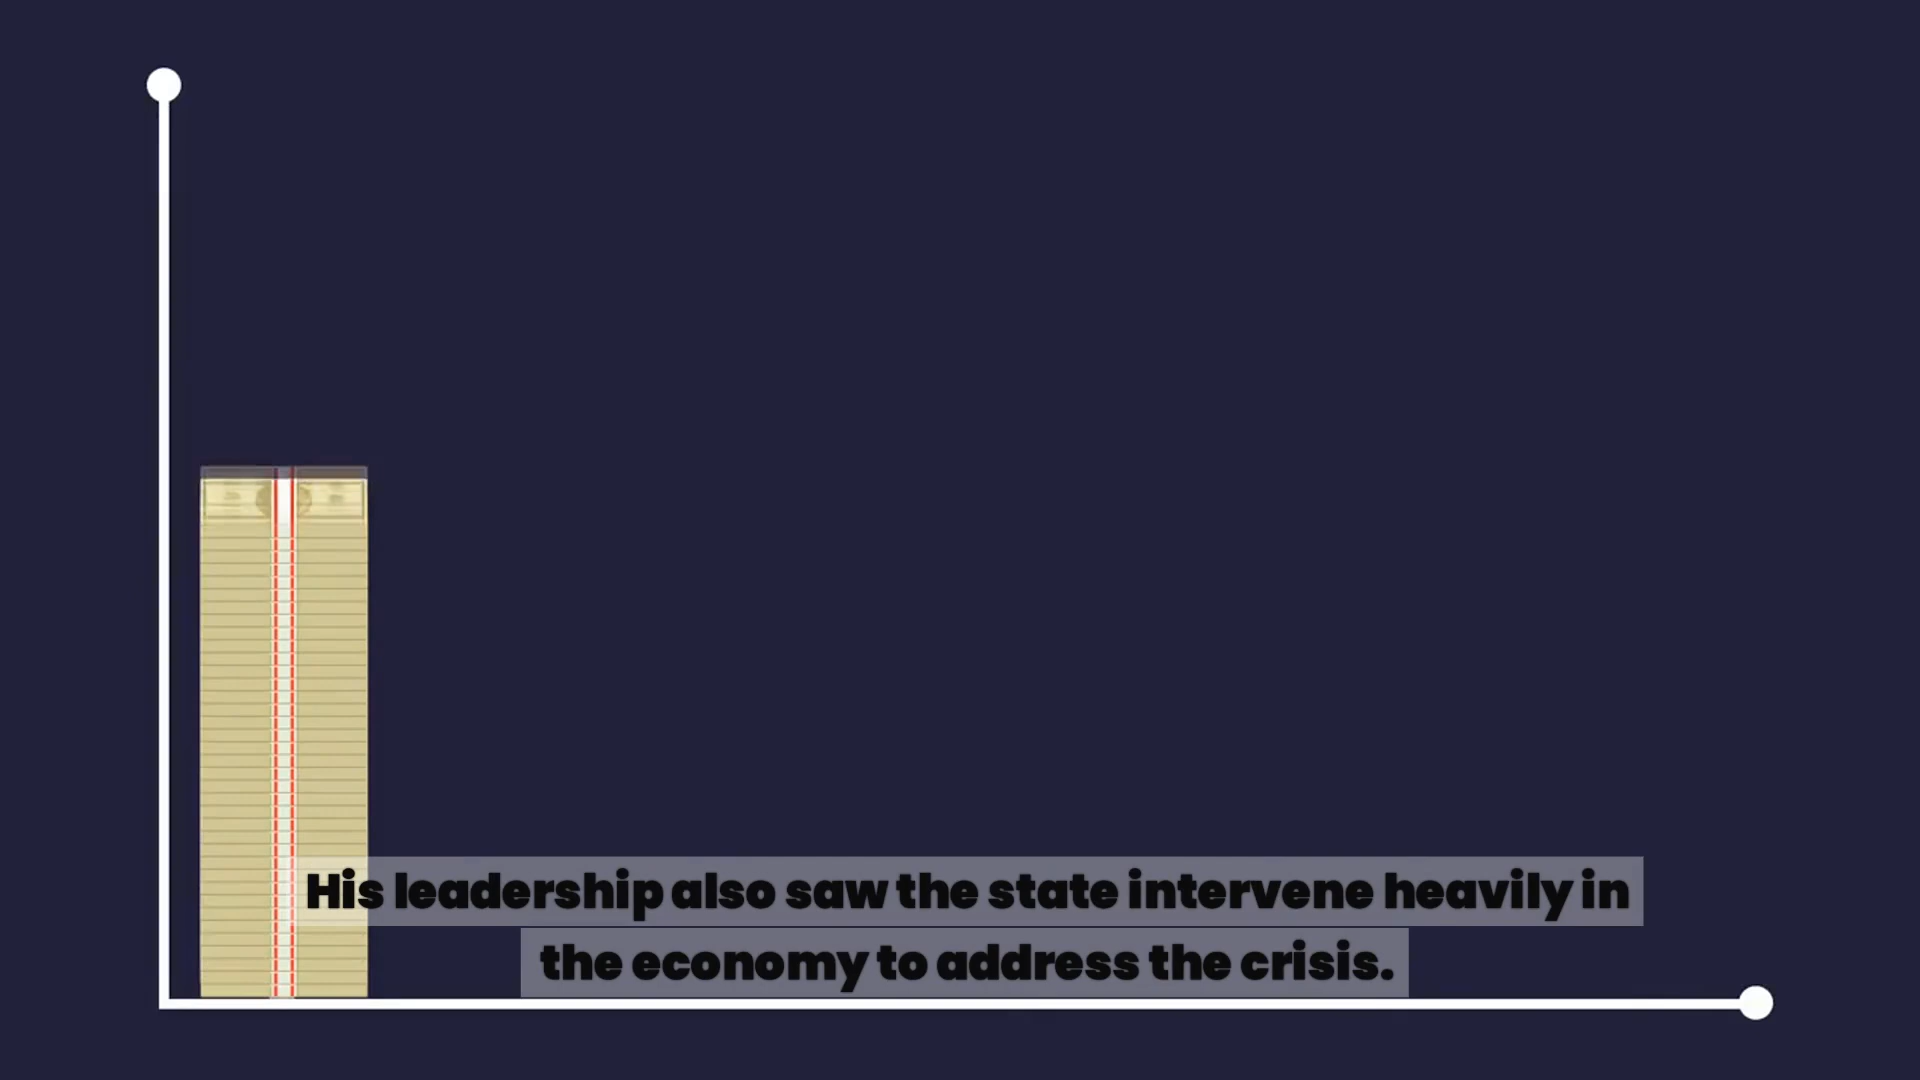 His leadership also saw the state intervene heavily in
the economy to address the crisis.